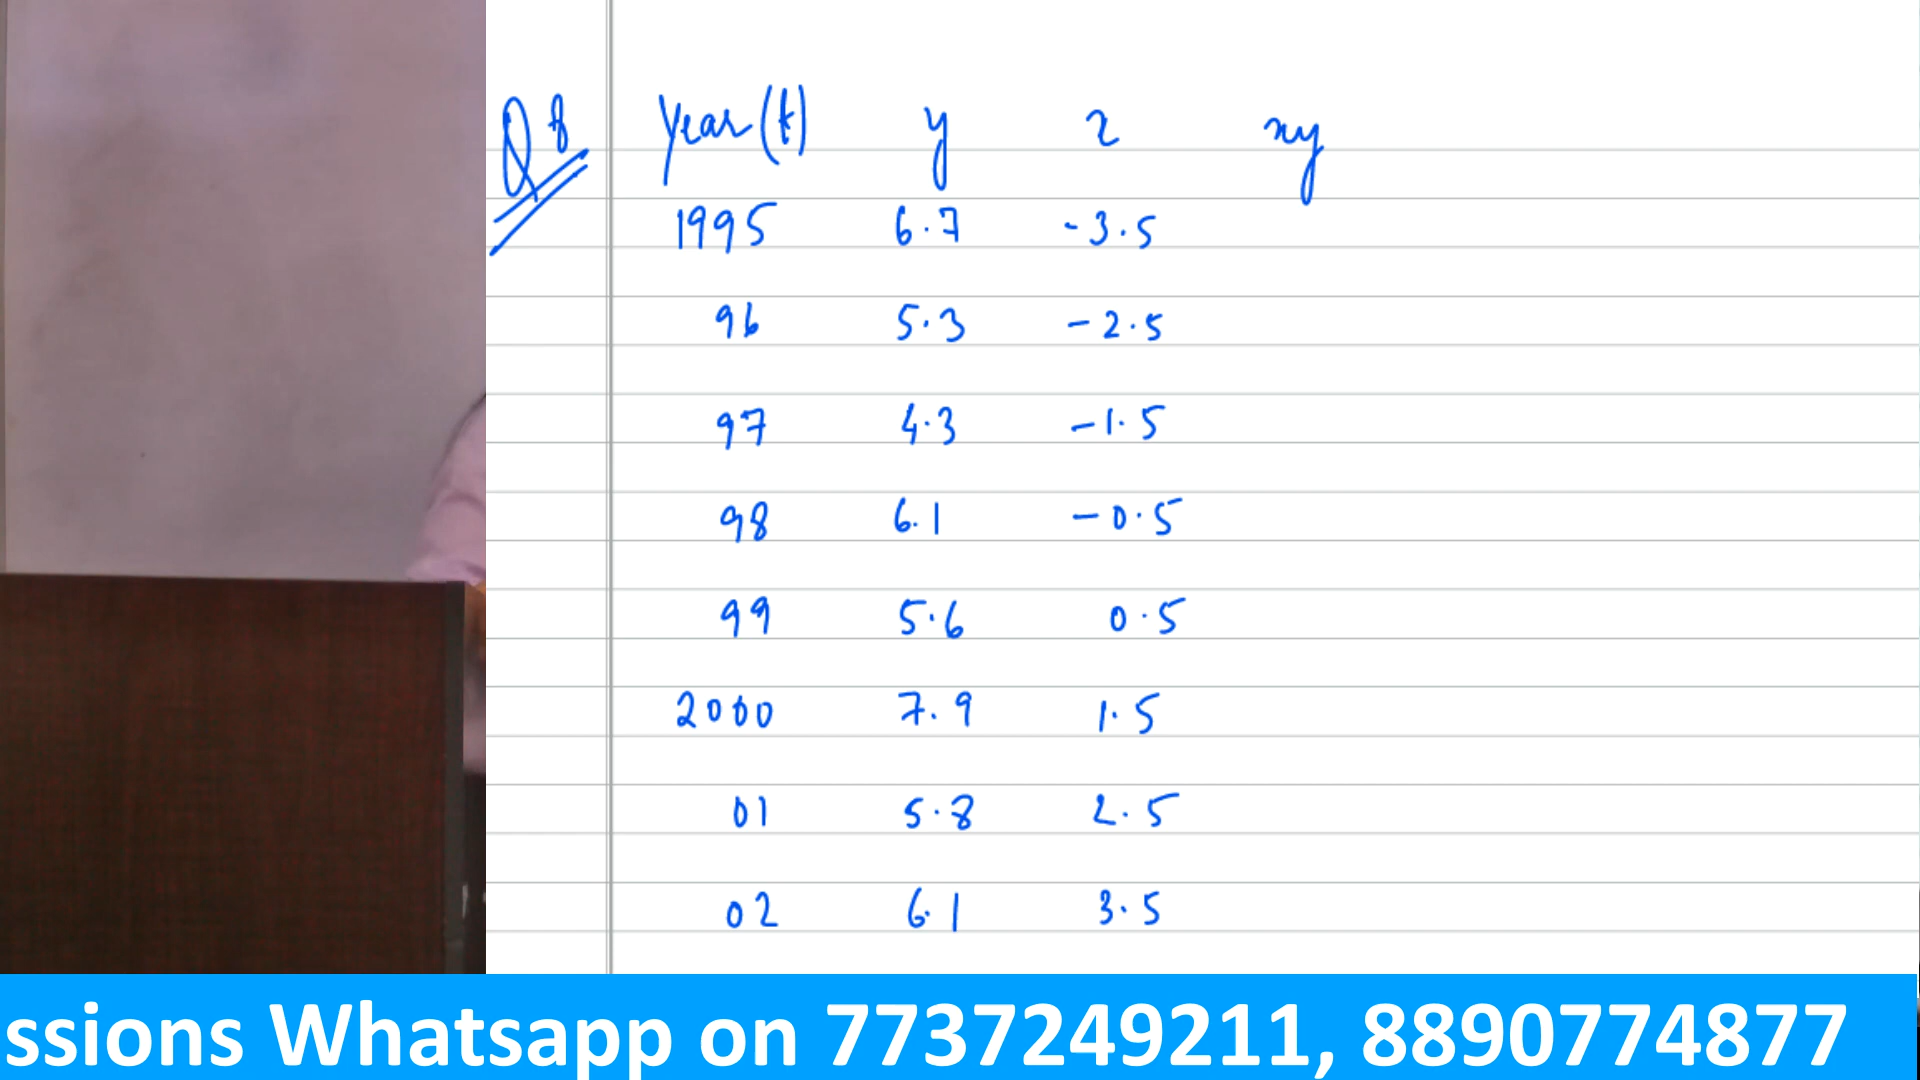 Q8 Year (t) y x xy
1995 6.7 -3.5
96 5.3 -2.5
97 4.3 -1.5
98 6.1 -0.5
99 5.6 0.5
2000 7.9 1.5
01 5.8 2.5
02 6.1 3.5
ssions Whatsapp on 7737249211, 8890774877